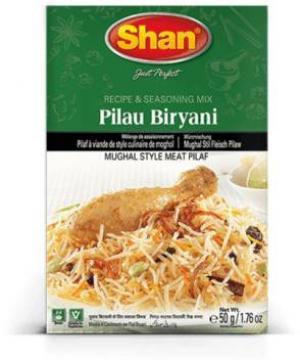 Shan
Just Perfect
RECIPE & SEASONING MIX
Pilau Biryani
Mélange de assaisonnement
Pilaf à viande de style culinaire de moghol
Würzmischung
Mughal Stil Fleisch Pilaw
MUGHAL STYLE MEAT PILAF
Net Wt.
50 g / 1.76 oz